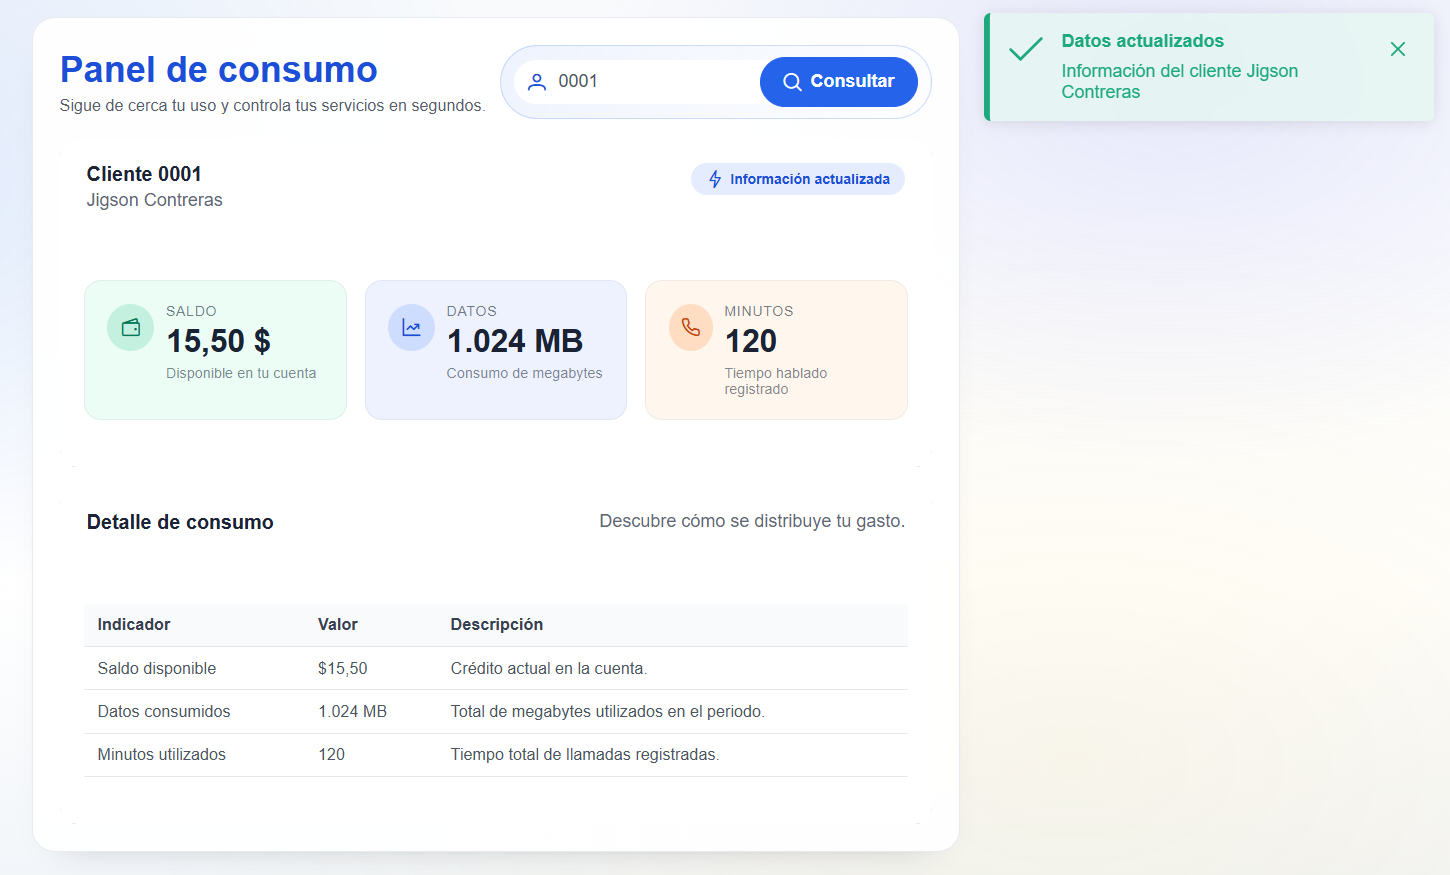 Panel de consumo
Sigue de cerca tu uso y controla tus servicios en segundos.
0001
Consultar
Datos actualizados
Información del cliente Jigson
Contreras
Cliente 0001
Jigson Contreras
Información actualizada
SALDO
15,50 $
Disponible en tu cuenta
DATOS
1.024 MB
Consumo de megabytes
MINUTOS
120
Tiempo hablado
registrado
Detalle de consumo
Descubre cómo se distribuye tu gasto.
Indicador Valor Descripción
Saldo disponible $15,50 Crédito actual en la cuenta.
Datos consumidos 1.024 MB Total de megabytes utilizados en el periodo.
Minutos utilizados 120 Tiempo total de llamadas registradas.